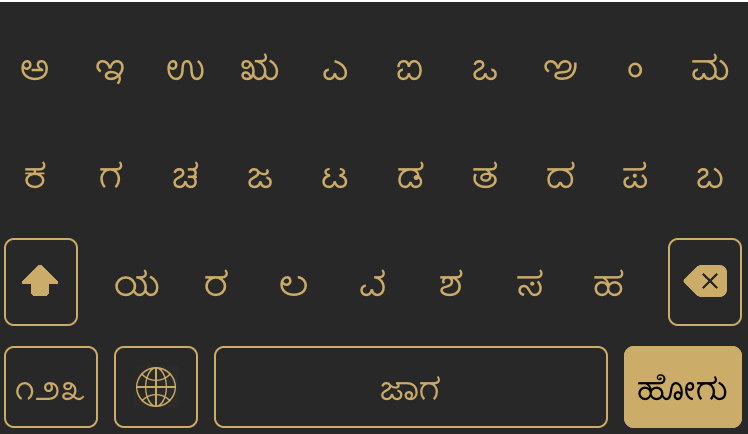 ಅ ಇ ಉ ಋ ಎ ಐ ಒ ಞ ಂ ಮ
ಕ ಗ ಚ ಜ ಟ ಡ ತ ದ ಪ ಬ
ಯ ರ ಲ ವ ಶ ಸ ಹ
೧೨೩ ಜಾಗ ಹೋಗು